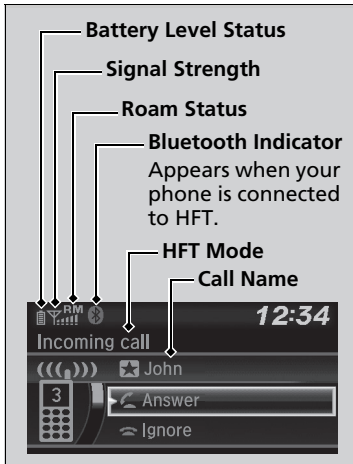 Battery Level Status
Signal Strength
Roam Status
Bluetooth Indicator
Appears when your
phone is connected
to HFT.
HFT Mode
Call Name
RM
12:34
Incoming call
John
3
Answer
Ignore